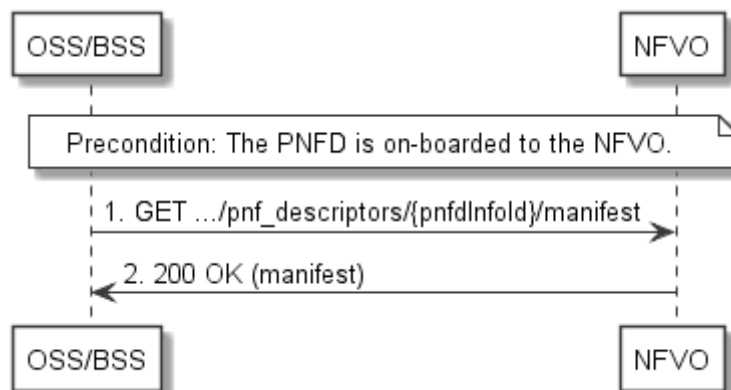 OSS/BSS
NFVO
Precondition: The PNFD is on-boarded to the NFVO.
1. GET .../pnf_descriptors/{pnfdInfoId}/manifest
2. 200 OK (manifest)
OSS/BSS
NFVO